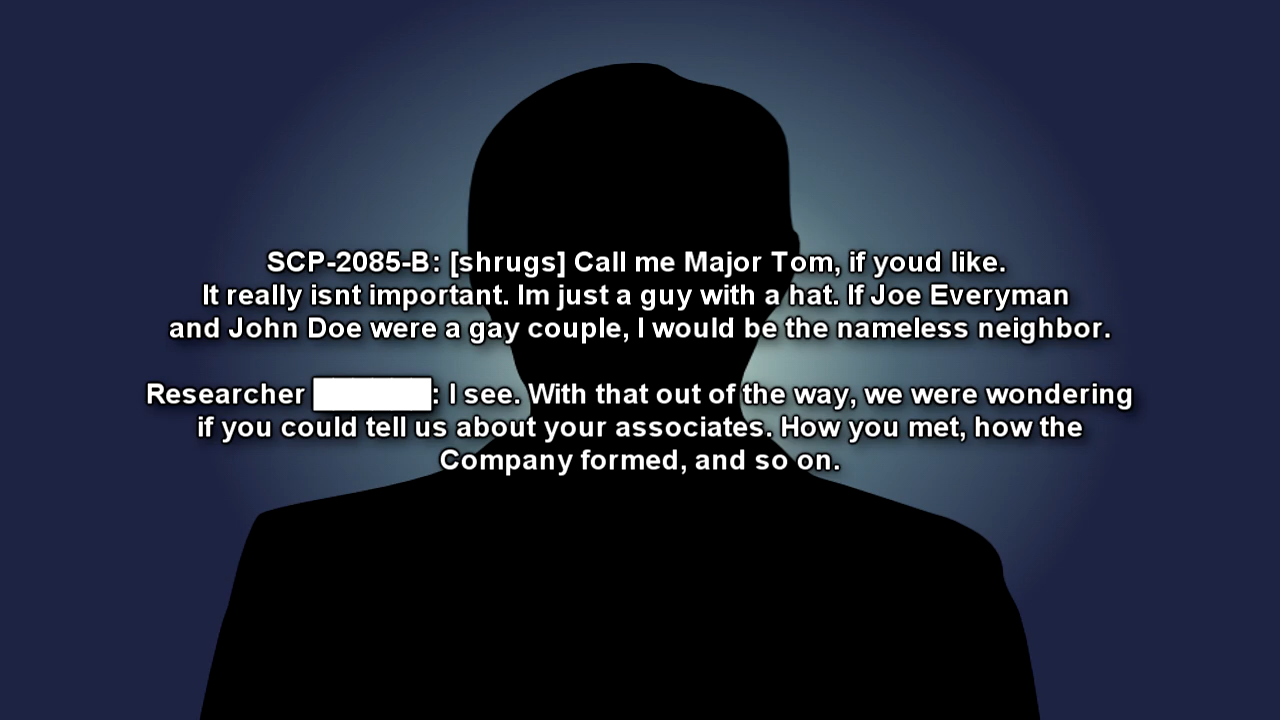 SCP-2085-B: [shrugs] Call me Major Tom, if youd like.
It really isnt important. Im just a guy with a hat. If Joe Everyman
and John Doe were a gay couple, I would be the nameless neighbor.
Researcher ███████: I see. With that out of the way, we were wondering
if you could tell us about your associates. How you met, how the
Company formed, and so on.